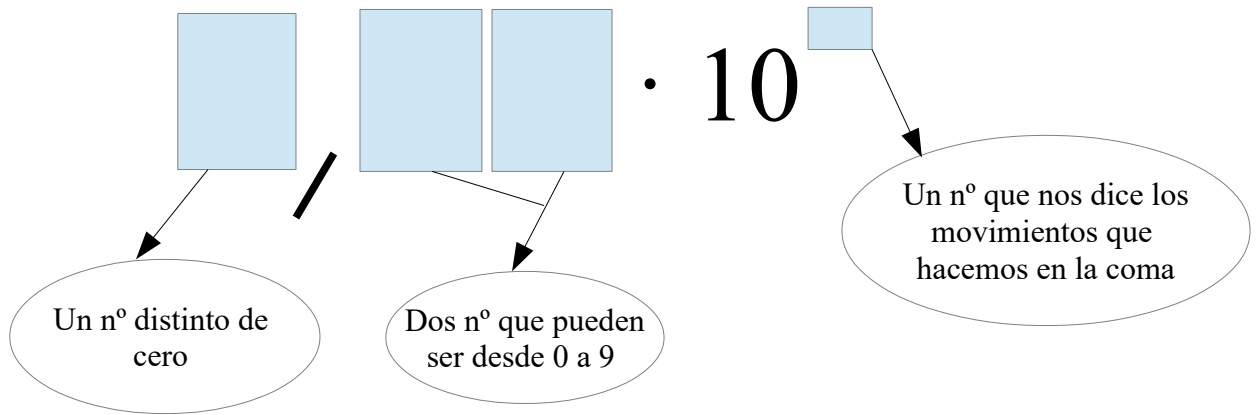 , · 10
Un nº distinto de
cero
Dos nº que pueden
ser desde 0 a 9
Un nº que nos dice los
movimientos que
hacemos en la coma